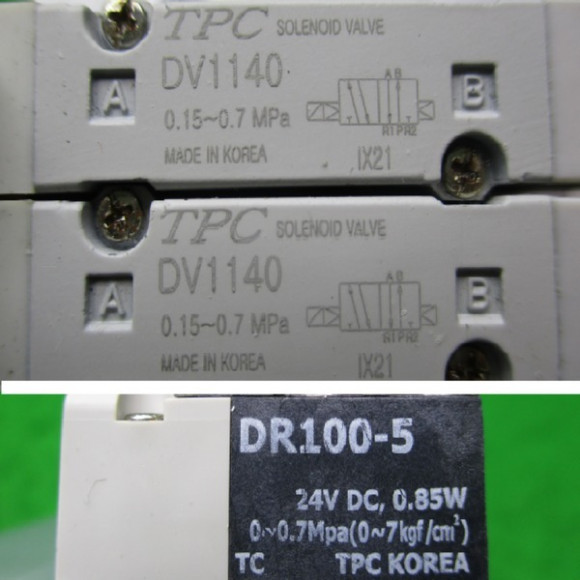 TPC SOLENOID VALVE
DV1140
A
B
0.15~0.7 MPa
A B
R1PR2
MADE IN KOREA
IX21
TPC SOLENOID VALVE
DV1140
A
B
0.15~0.7 MPa
A B
R1PR2
MADE IN KOREA
IX21
DR100-5
24V DC, 0.85W
0~0.7Mpa(0~7kgf/cm²)
TC TPC KOREA